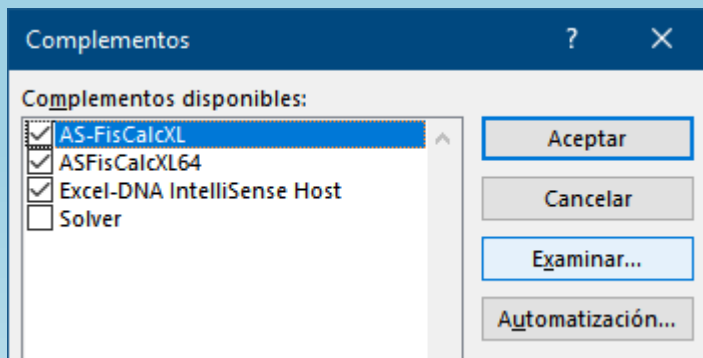 Complementos
Complementos disponibles:
AS-FisCalcXL
ASFisCalcXL64
Excel-DNA IntelliSense Host
Solver
Aceptar
Cancelar
Examinar...
Automatización...